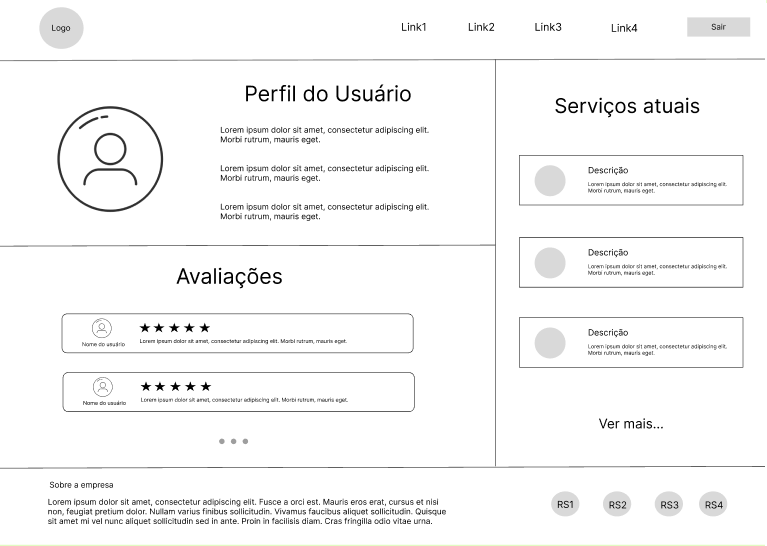 Logo
Link1
Link2
Link3
Link4
Sair
Perfil do Usuário
Lorem ipsum dolor sit amet, consectetur adipiscing elit.
Morbi rutrum, mauris eget.
Lorem ipsum dolor sit amet, consectetur adipiscing elit.
Morbi rutrum, mauris eget.
Lorem ipsum dolor sit amet, consectetur adipiscing elit.
Morbi rutrum, mauris eget.
Avaliações
Nome do usuário
Lorem ipsum dolor sit amet, consectetur adipiscing elit. Morbi rutrum, mauris eget.
Nome do usuário
Lorem ipsum dolor sit amet, consectetur adipiscing elit. Morbi rutrum, mauris eget.
Serviços atuais
Descrição
Lorem ipsum dolor sit amet, consectetur adipiscing elit.
Morbi rutrum, mauris eget.
Descrição
Lorem ipsum dolor sit amet, consectetur adipiscing elit.
Morbi rutrum, mauris eget.
Descrição
Lorem ipsum dolor sit amet, consectetur adipiscing elit.
Morbi rutrum, mauris eget.
Ver mais...
Sobre a empresa
Lorem ipsum dolor sit amet, consectetur adipiscing elit. Fusce a orci est. Mauris eros erat, cursus et nisi
non, feugiat pretium dolor. Nullam varius finibus sollicitudin. Vivamus faucibus aliquet sollicitudin. Quisque
sit amet mi vel nunc aliquet sollicitudin sed in ante. Proin in facilisis diam. Cras fringilla odio vitae urna.
RS1
RS2
RS3
RS4